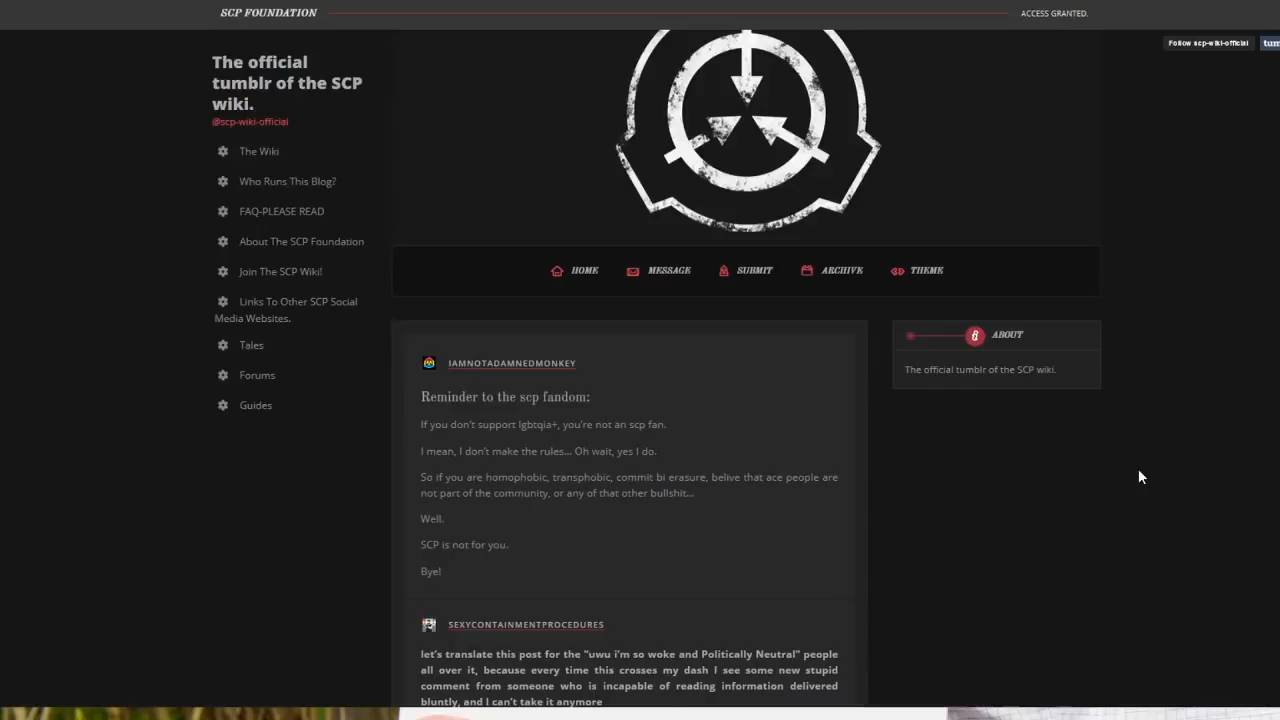 SCP FOUNDATION
ACCESS GRANTED.
Follow scp-wiki-official
The official
tumblr of the SCP
wiki.
@scp-wiki-official
The Wiki
Who Runs This Blog?
FAQ-PLEASE READ
About The SCP Foundation
Join The SCP Wiki!
Links To Other SCP Social
Media Websites.
Tales
Forums
Guides
HOME
MESSAGE
SUBMIT
ARCHIVE
THEME
IAMNOTADAMNEDMONKEY
Reminder to the scp fandom:
If you don't support lgbtqia+, you're not an scp fan.
I mean, I don't make the rules... Oh wait, yes I do.
So if you are homophobic, transphobic, commit bi erasure, belive that ace people are
not part of the community, or any of that other bullshit...
Well.
SCP is not for you.
Bye!
SEXYCONTAINMENTPROCEDURES
let's translate this post for the "uwu i'm so woke and Politically Neutral" people
all over it, because every time this crosses my dash I see some new stupid
comment from someone who is incapable of reading information delivered
bluntly, and I can't take it anymore
ABOUT
The official tumblr of the SCP wiki.